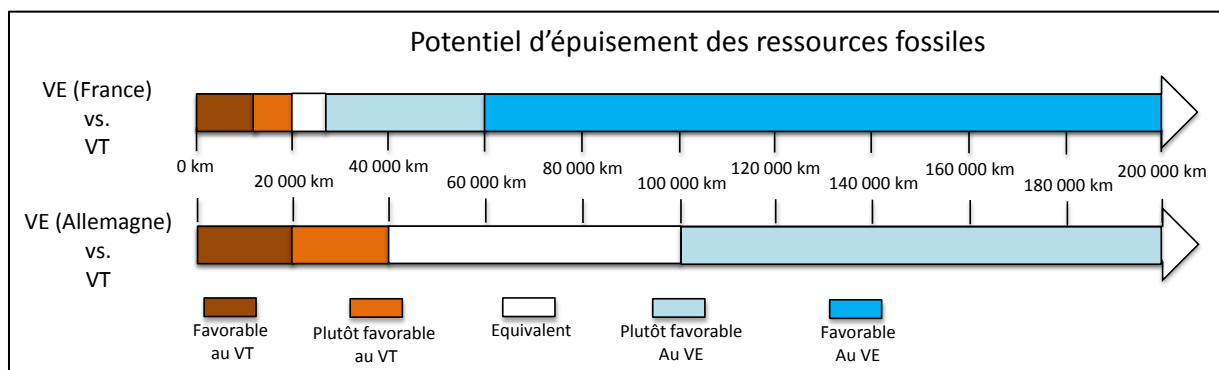 Potentiel d’épuisement des ressources fossiles
VE (France)
vs.
VT
0 km
20 000 km
40 000 km
60 000 km
80 000 km
100 000 km
120 000 km
140 000 km
160 000 km
180 000 km
200 000 km
VE (Allemagne)
vs.
VT
Favorable
au VT
Plutôt favorable
au VT
Equivalent
Plutôt favorable
Au VE
Favorable
Au VE